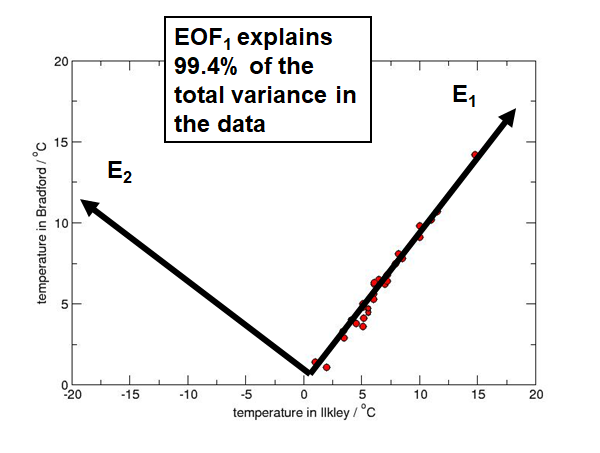 EOF₁ explains
99.4% of the
total variance in
the data
E₁
E₂
20
15
10
5
0
temperature in Bradford / °C
-20 -15 -10 -5 0 5 10 15 20
temperature in Ilkley / °C